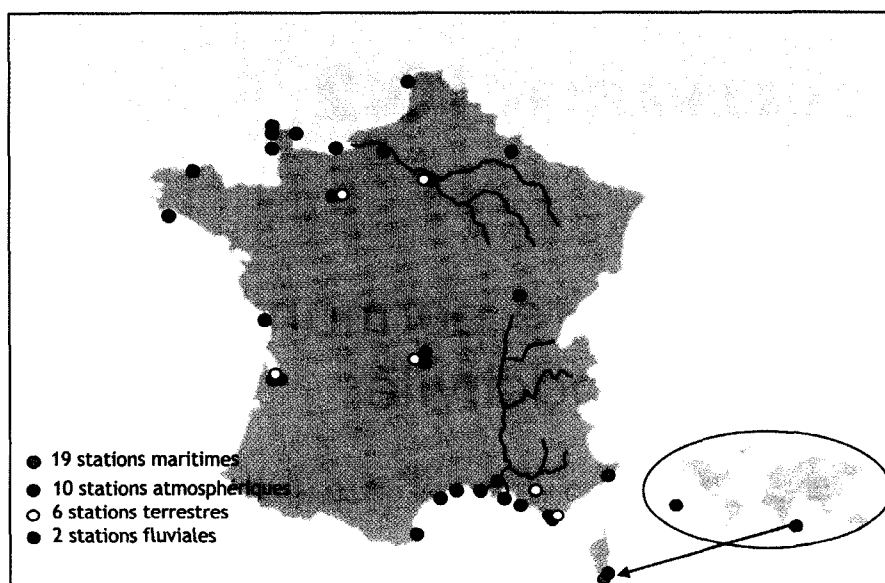 19 stations maritimes
10 stations atmosphériques
6 stations terrestres
2 stations fluviales